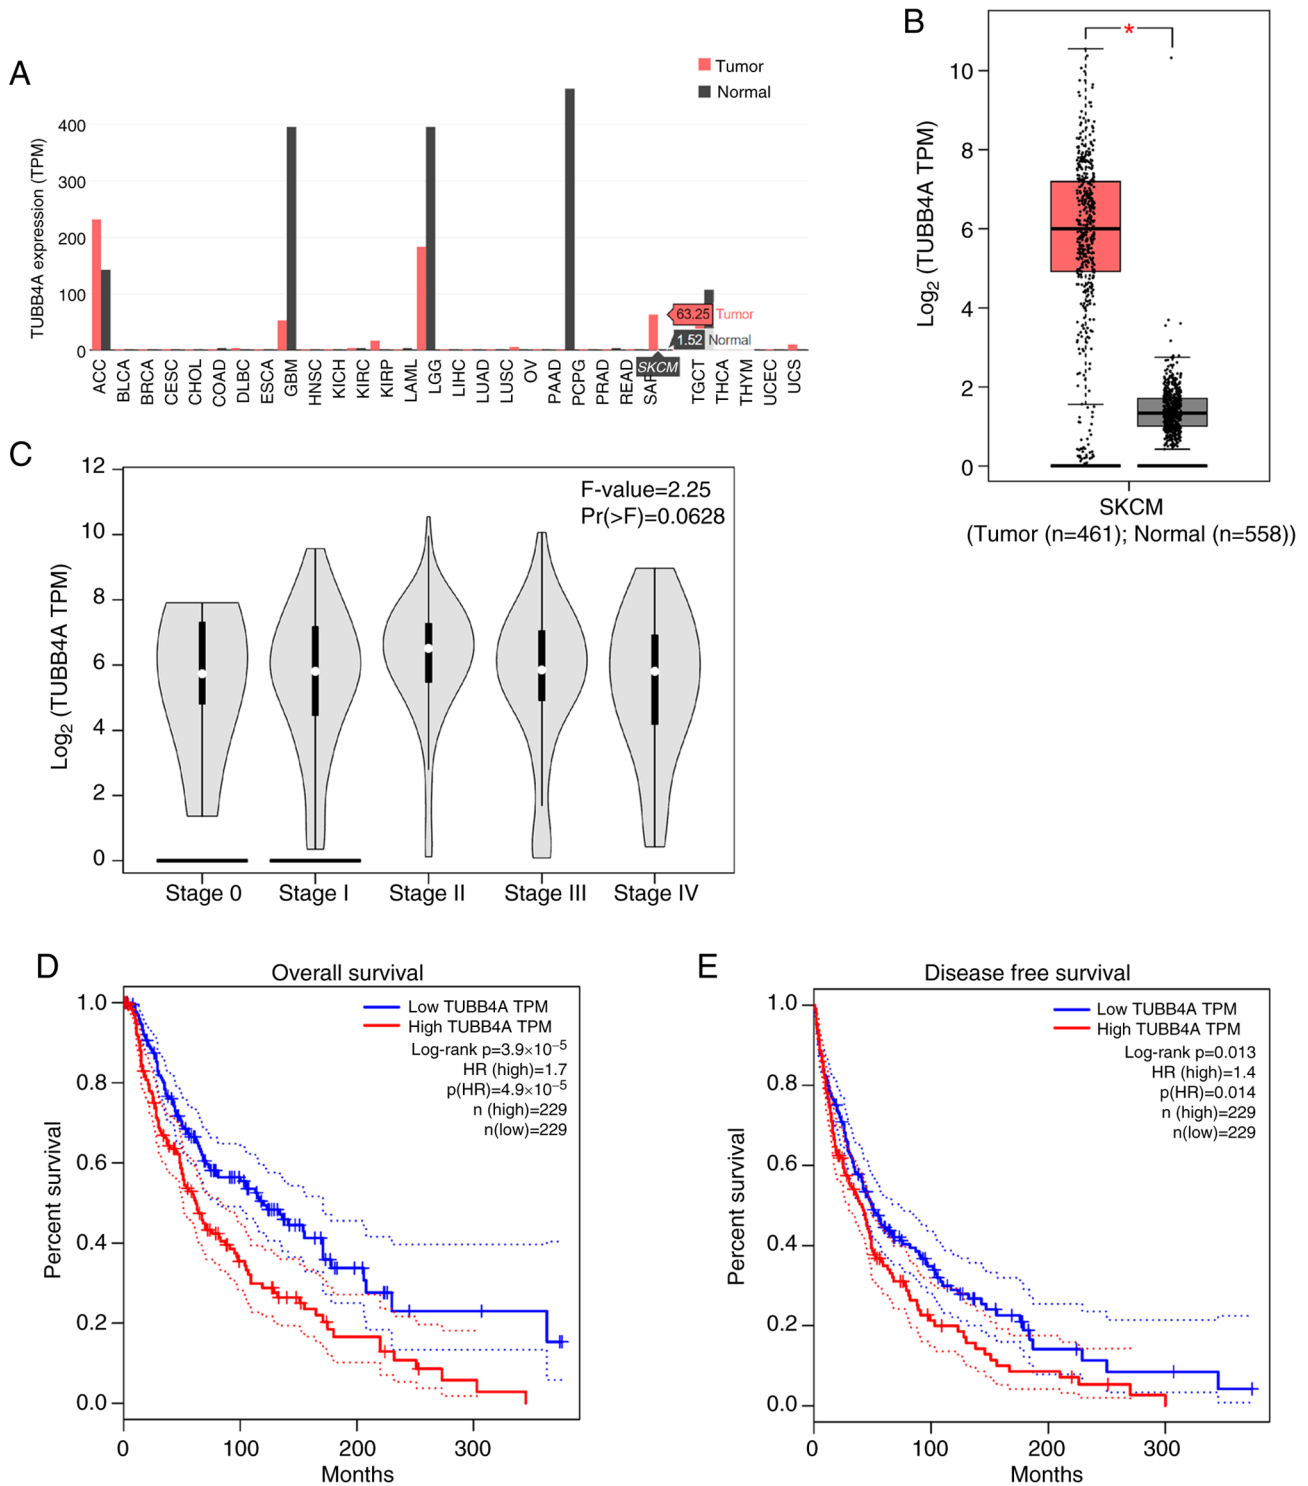 A
Tumor
Normal
TUBB4A expression (TPM)
400
300
200
100
0
63.25 Tumor
1.52 Normal
SKCM
ACC
BLCA
BRCA
CESC
CHOL
COAD
DLBC
ESCA
GBM
HNSC
KICH
KIRC
KIRP
LAML
LGG
LIHC
LUAD
LUSC
OV
PAAD
PCPG
PRAD
READ
TGCT
THCA
THYM
UCEC
UCS
B
*
Log2 (TUBB4A TPM)
10
8
6
4
2
0
SKCM
(Tumor (n=461); Normal (n=558))
C
Log2 (TUBB4A TPM)
12
10
8
6
4
2
0
F-value=2.25
Pr(>F)=0.0628
Stage 0 Stage I Stage II Stage III Stage IV
D
Overall survival
Low TUBB4A TPM
High TUBB4A TPM
Log-rank p=3.9×10−5
HR (high)=1.7
p(HR)=4.9×10−5
n (high)=229
n(low)=229
Percent survival
1.0
0.8
0.6
0.4
0.2
0.0
0 100 200 300
Months
E
Disease free survival
Low TUBB4A TPM
High TUBB4A TPM
Log-rank p=0.013
HR (high)=1.4
p(HR)=0.014
n (high)=229
n(low)=229
Percent survival
1.0
0.8
0.6
0.4
0.2
0.0
0 100 200 300
Months